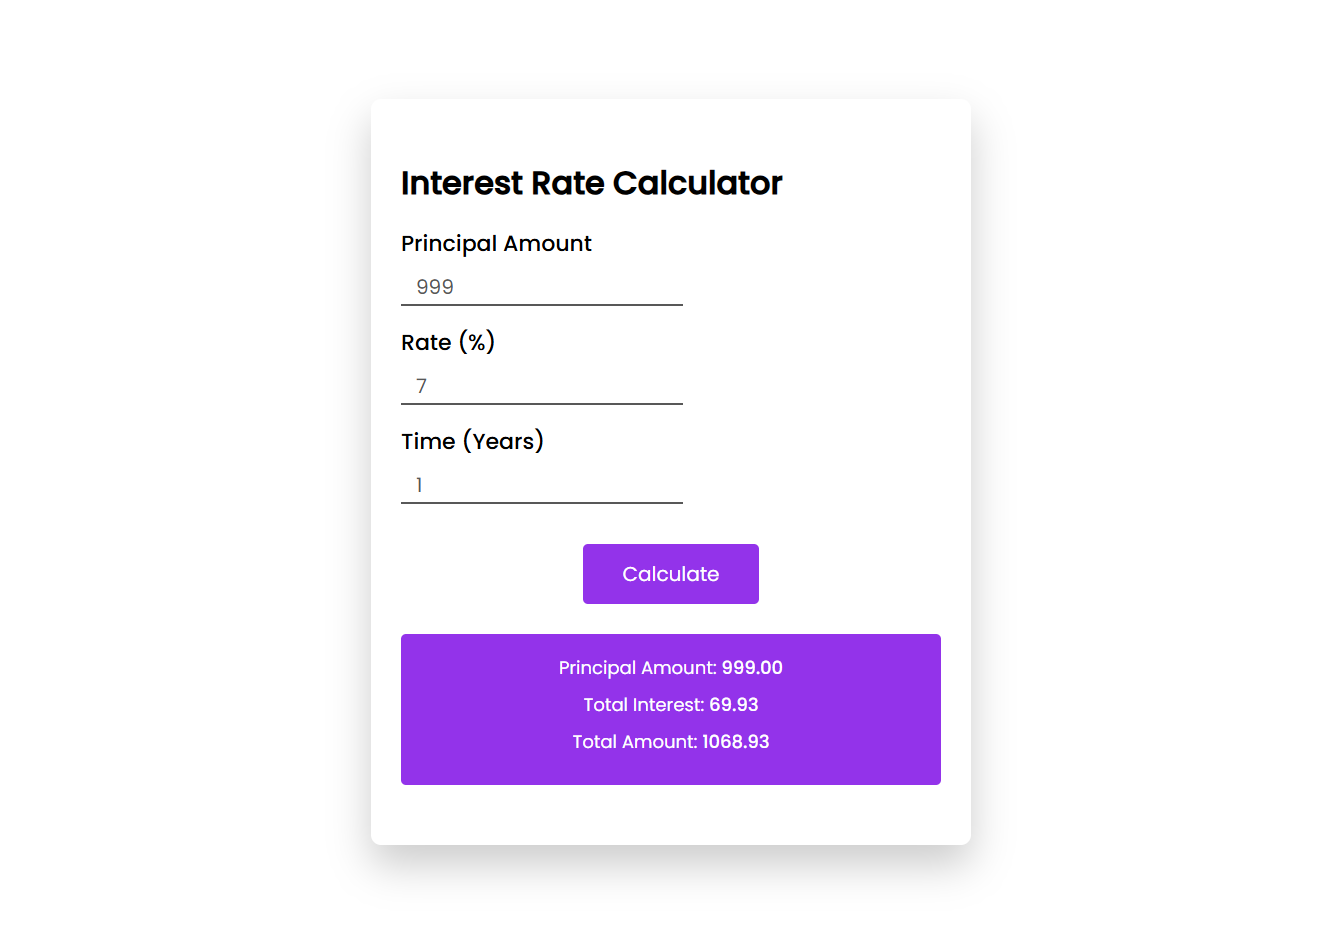 Interest Rate Calculator
Principal Amount
999
Rate (%)
7
Time (Years)
1
Calculate
Principal Amount: 999.00
Total Interest: 69.93
Total Amount: 1068.93